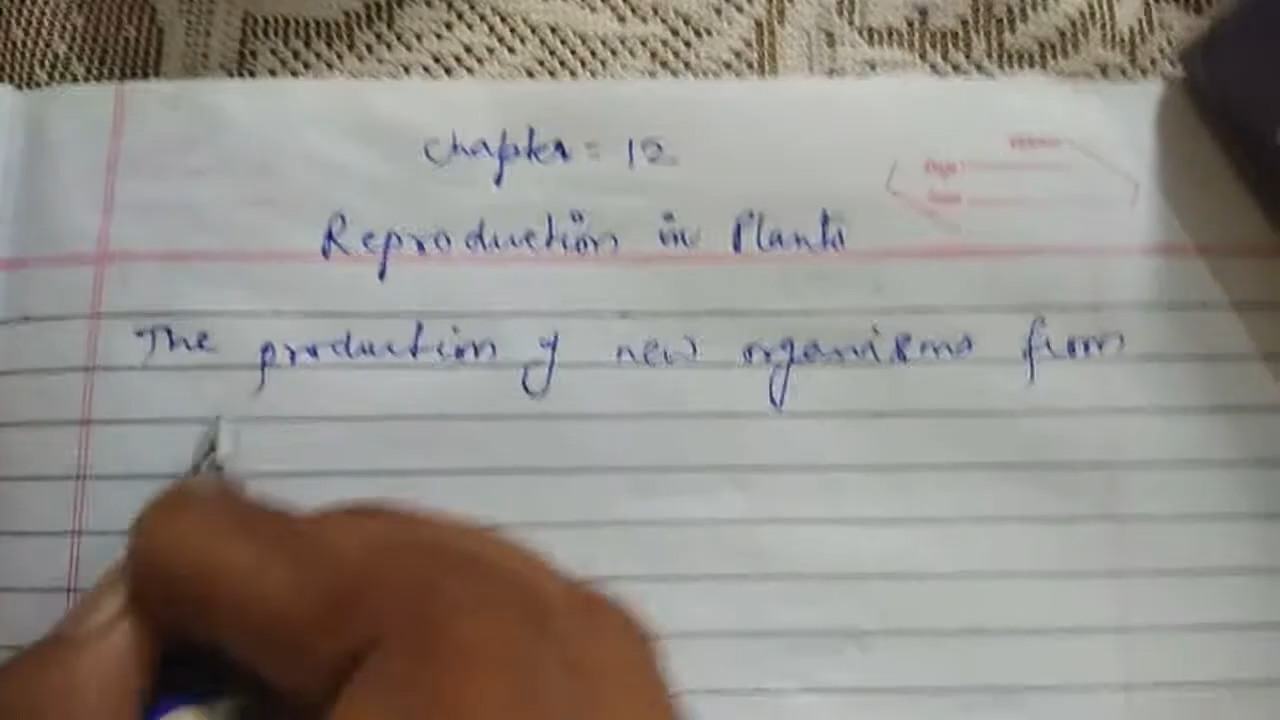 Chapter = 12
Reproduction in Plants
The production of new organisms from